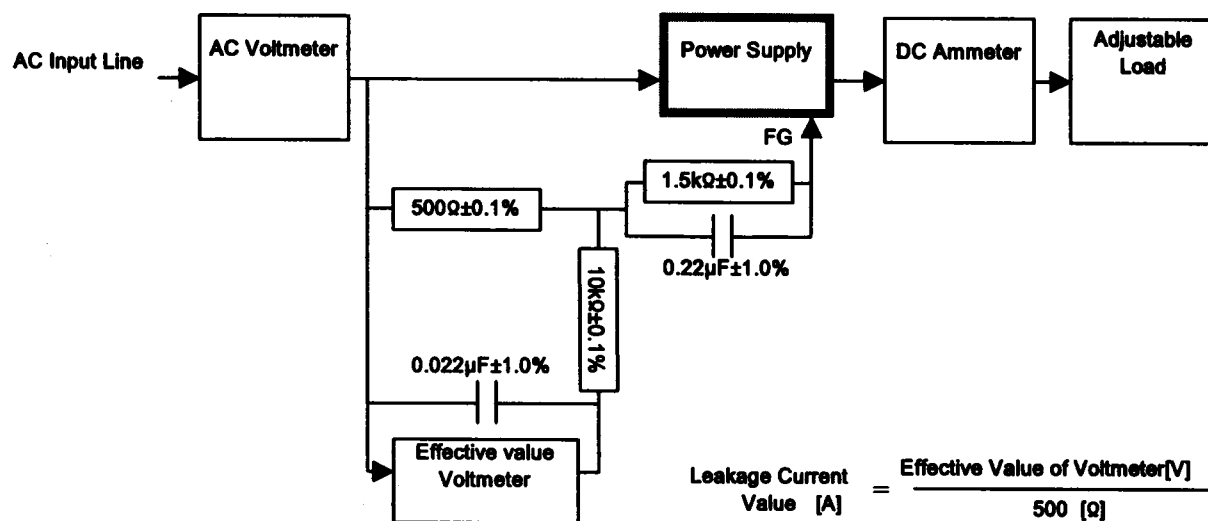 AC Input Line
AC Voltmeter
Power Supply
DC Ammeter
Adjustable
Load
FG
500Ω±0.1%
1.5kΩ±0.1%
0.22µF±1.0%
10kΩ±0.1%
0.022µF±1.0%
Effective value
Voltmeter
Leakage Current
Value [A]
=
Effective Value of Voltmeter[V]
500 [Ω]